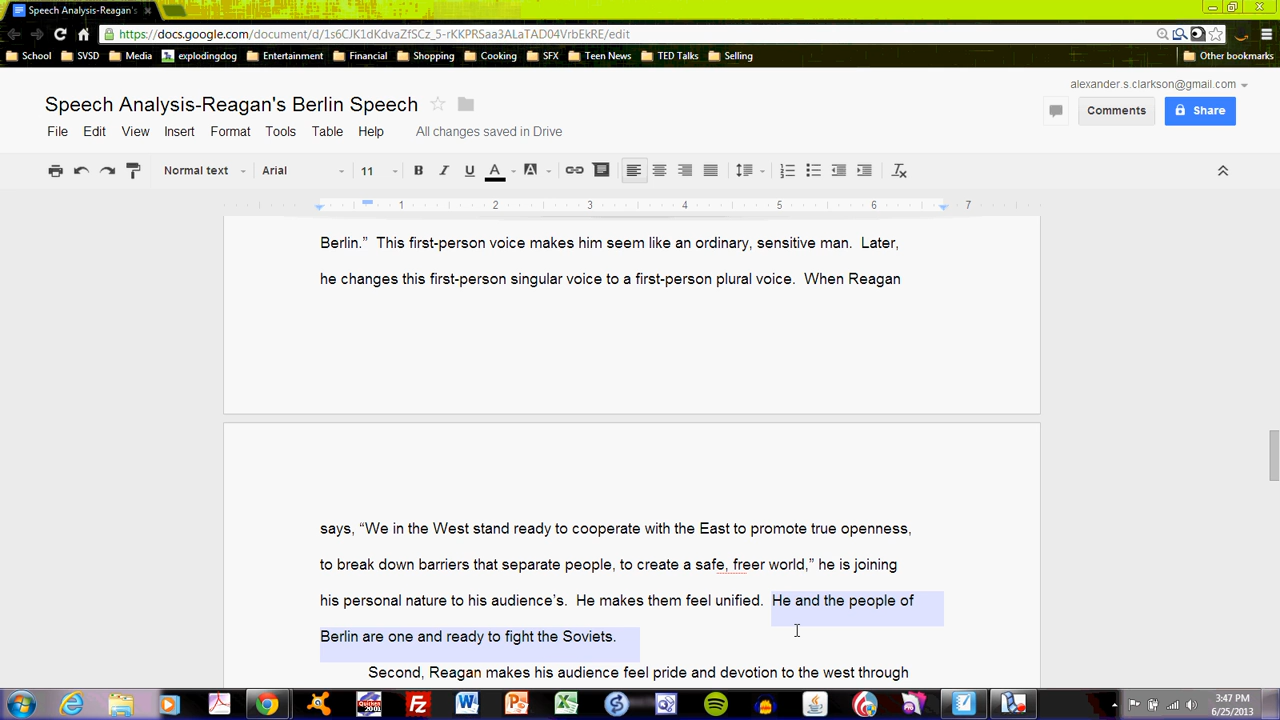 Speech Analysis-Reagan's
https://docs.google.com/document/d/1s6CJK1dKdvaZfSCz_5-rKKPRSaa3ALaTAD04VrbEkRE/edit
School SVSD Media explodingdog Entertainment Financial Shopping Cooking SFX Teen News TED Talks Selling Other bookmarks
alexander.s.clarkson@gmail.com
Speech Analysis-Reagan's Berlin Speech
Comments Share
File Edit View Insert Format Tools Table Help All changes saved in Drive
Normal text Arial 11 B I U A A
1 2 3 4 5 6 7
Berlin.” This first-person voice makes him seem like an ordinary, sensitive man. Later,
he changes this first-person singular voice to a first-person plural voice. When Reagan
says, “We in the West stand ready to cooperate with the East to promote true openness,
to break down barriers that separate people, to create a safe, freer world,” he is joining
his personal nature to his audience’s. He makes them feel unified. He and the people of
Berlin are one and ready to fight the Soviets.
Second, Reagan makes his audience feel pride and devotion to the west through
3:47 PM
6/25/2013